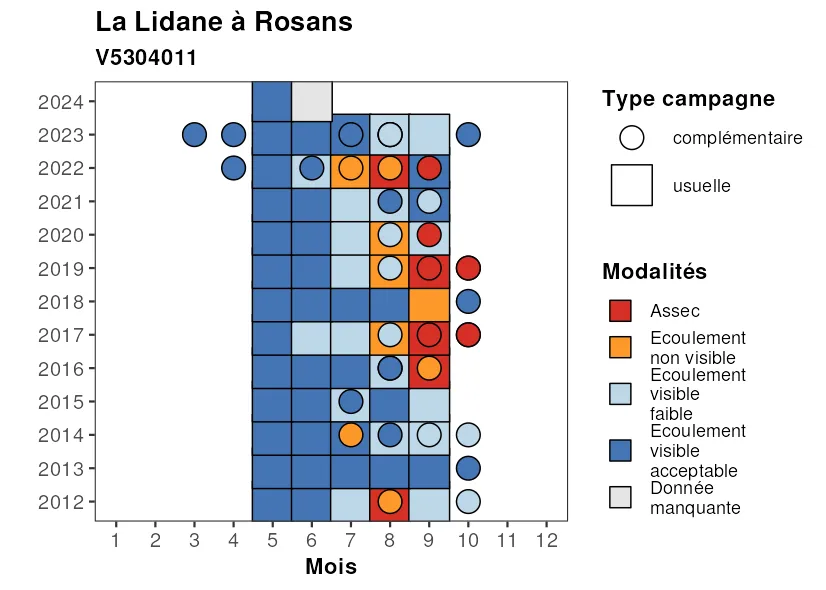 La Lidane à Rosans
V5304011
2024
2023
2022
2021
2020
2019
2018
2017
2016
2015
2014
2013
2012
1 2 3 4 5 6 7 8 9 10 11 12
Mois
Type campagne
complémentaire
usuelle
Modalités
Assec
Ecoulement
non visible
Ecoulement
visible
faible
Ecoulement
visible
acceptable
Donnée
manquante